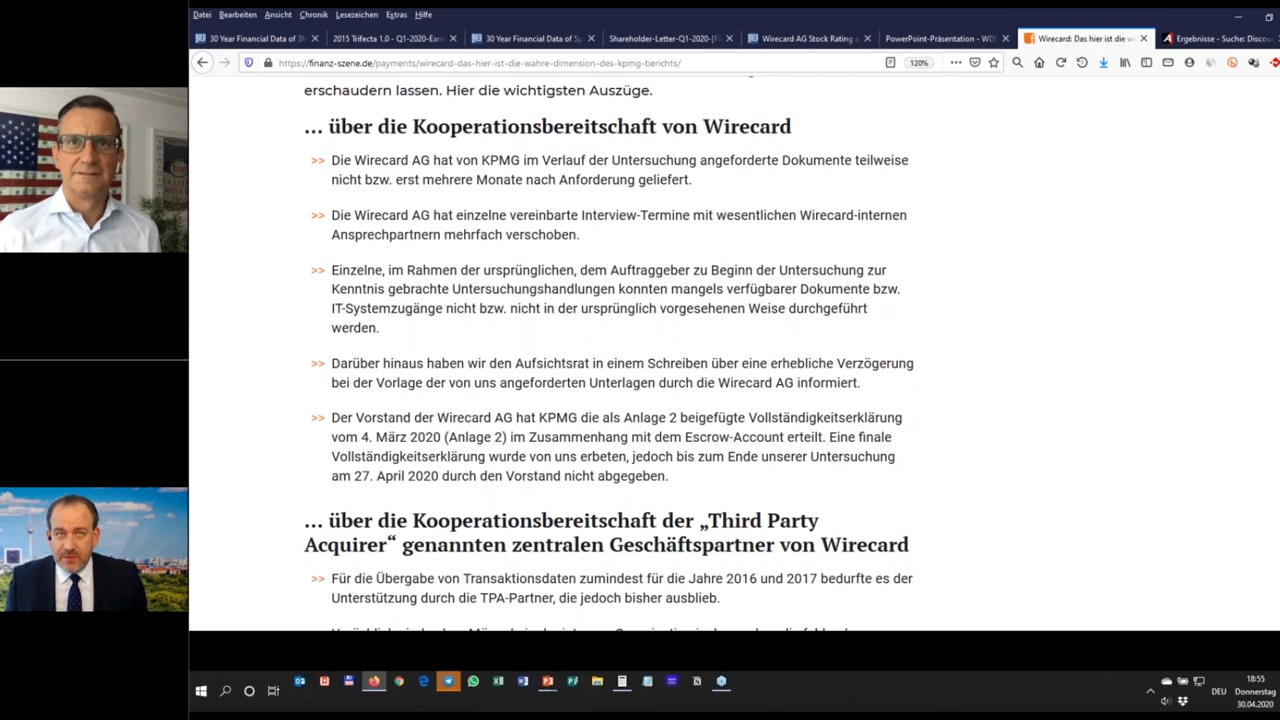 Datei Bearbeiten Ansicht Chronik Lesezeichen Extras Hilfe
30 Year Financial Data of 3M
2015 Trifecta 1.0 - Q1-2020-Earn
30 Year Financial Data of Sp
Shareholder-Letter-Q1-2020-[F
Wirecard AG Stock Rating a
PowerPoint-Präsentation - WD
Wirecard: Das hier ist die w
Ergebnisse - Suche: Discou
https://finanz-szene.de/payments/wirecard-das-hier-ist-die-wahre-dimension-des-kpmg-berichts/
120%
erschaudern lassen. Hier die wichtigsten Auszüge.
… über die Kooperationsbereitschaft von Wirecard
>> Die Wirecard AG hat von KPMG im Verlauf der Untersuchung angeforderte Dokumente teilweise
nicht bzw. erst mehrere Monate nach Anforderung geliefert.
>> Die Wirecard AG hat einzelne vereinbarte Interview-Termine mit wesentlichen Wirecard-internen
Ansprechpartnern mehrfach verschoben.
>> Einzelne, im Rahmen der ursprünglichen, dem Auftraggeber zu Beginn der Untersuchung zur
Kenntnis gebrachte Untersuchungshandlungen konnten mangels verfügbarer Dokumente bzw.
IT-Systemzugänge nicht bzw. nicht in der ursprünglich vorgesehenen Weise durchgeführt
werden.
>> Darüber hinaus haben wir den Aufsichtsrat in einem Schreiben über eine erhebliche Verzögerung
bei der Vorlage der von uns angeforderten Unterlagen durch die Wirecard AG informiert.
>> Der Vorstand der Wirecard AG hat KPMG die als Anlage 2 beigefügte Vollständigkeitserklärung
vom 4. März 2020 (Anlage 2) im Zusammenhang mit dem Escrow-Account erteilt. Eine finale
Vollständigkeitserklärung wurde von uns erbeten, jedoch bis zum Ende unserer Untersuchung
am 27. April 2020 durch den Vorstand nicht abgegeben.
… über die Kooperationsbereitschaft der „Third Party
Acquirer“ genannten zentralen Geschäftspartner von Wirecard
>> Für die Übergabe von Transaktionsdaten zumindest für die Jahre 2016 und 2017 bedurfte es der
Unterstützung durch die TPA-Partner, die jedoch bisher ausblieb.
18:55
DEU Donnerstag
30.04.2020